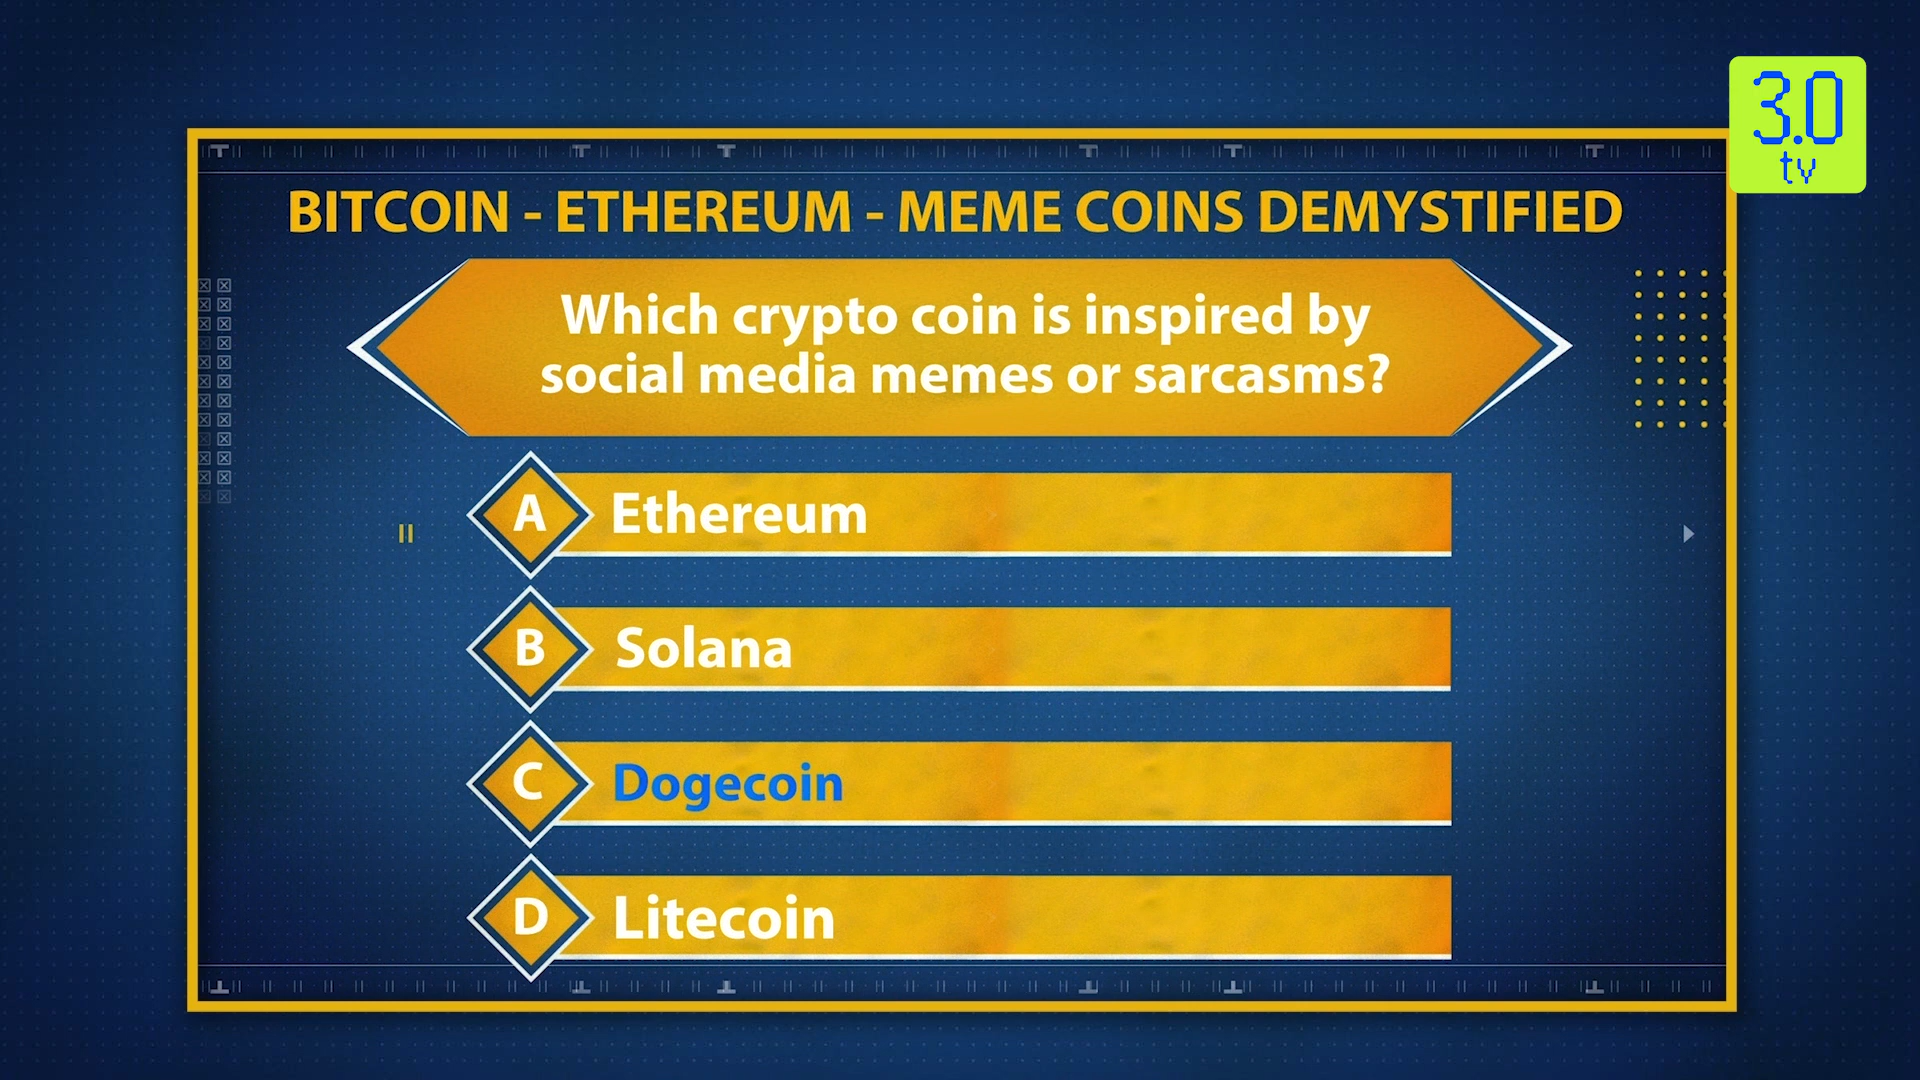 3.0
tv
BITCOIN - ETHEREUM - MEME COINS DEMYSTIFIED
Which crypto coin is inspired by
social media memes or sarcasms?
A Ethereum
B Solana
C Dogecoin
D Litecoin